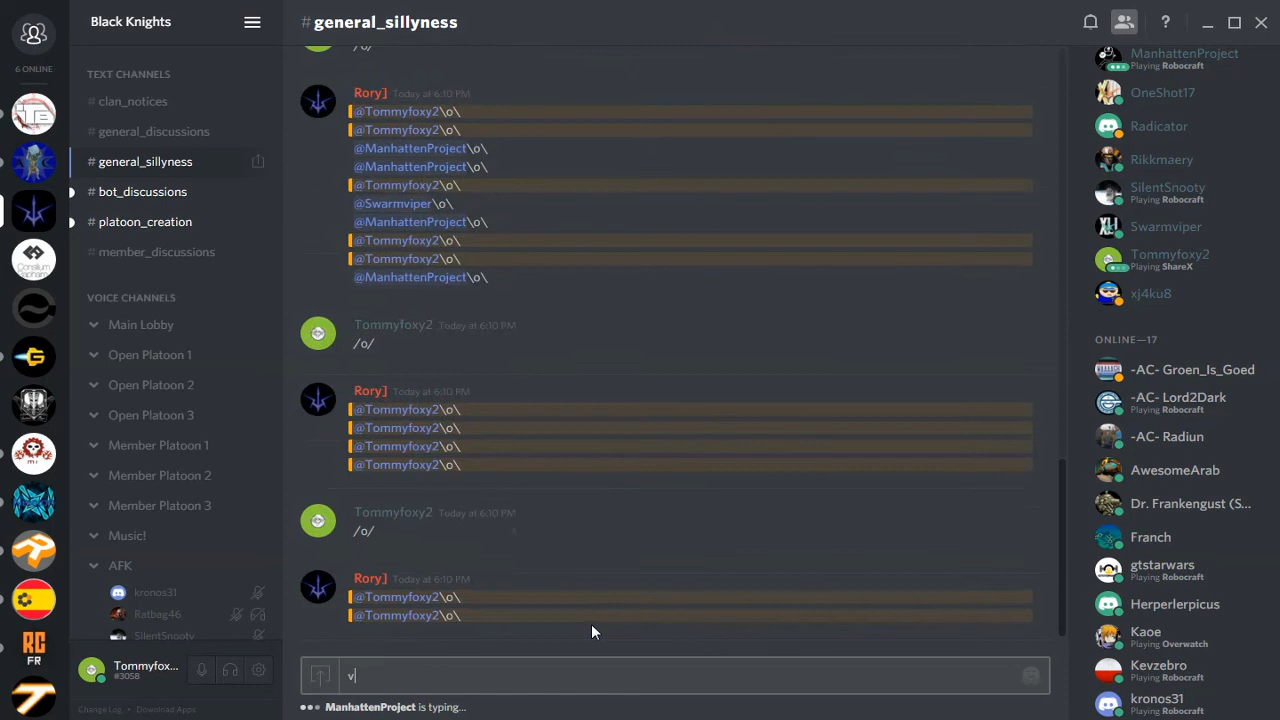 Black Knights
#general_sillyness
6 ONLINE
TEXT CHANNELS
# clan_notices
# general_discussions
# general_sillyness
# bot_discussions
# platoon_creation
# member_discussions
VOICE CHANNELS
Main Lobby
Open Platoon 1
Open Platoon 2
Open Platoon 3
Member Platoon 1
Member Platoon 2
Member Platoon 3
Music!
AFK
kronos31
Ratbag46
SilentSnooty
Tommyfox...
#3058
Change Log
Download Apps
/o/
Rory] Today at 6:10 PM
@Tommyfoxy2\o\
@Tommyfoxy2\o\
@ManhattenProject\o\
@ManhattenProject\o\
@Tommyfoxy2\o\
@Swarmviper\o\
@ManhattenProject\o\
@Tommyfoxy2\o\
@Tommyfoxy2\o\
@ManhattenProject\o\
Tommyfoxy2 Today at 6:10 PM
/o/
Rory] Today at 6:10 PM
@Tommyfoxy2\o\
@Tommyfoxy2\o\
@Tommyfoxy2\o\
@Tommyfoxy2\o\
Tommyfoxy2 Today at 6:10 PM
/o/
Rory] Today at 6:10 PM
@Tommyfoxy2\o\
@Tommyfoxy2\o\
v
ManhattenProject is typing...
ManhattenProject
Playing Robocraft
OneShot17
Radicator
Rikkmaery
SilentSnooty
Playing Robocraft
Swarmviper
Tommyfoxy2
Playing ShareX
xj4ku8
ONLINE—17
-AC- Groen_Is_Goed
-AC- Lord2Dark
Playing Robocraft
-AC- Radiun
AwesomeArab
Dr. Frankengust (S...
Franch
gtstarwars
Playing Robocraft
Herperlerpicus
Kaoe
Playing Overwatch
Kevzebro
Playing Robocraft
kronos31
Playing Robocraft
RC
FR